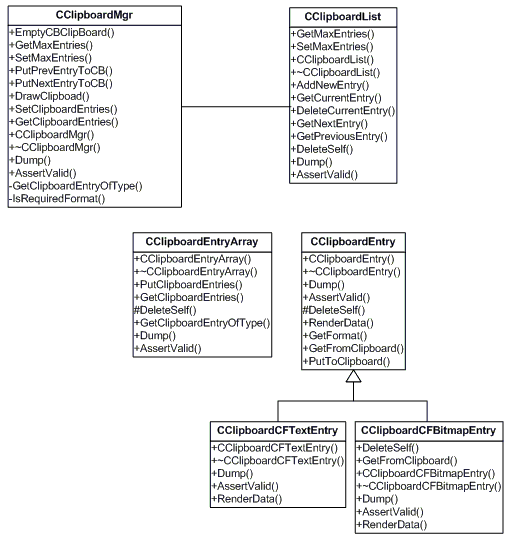 CClipboardMgr
+EmptyCBClipBoard()
+GetMaxEntries()
+SetMaxEntries()
+PutPrevEntryToCB()
+PutNextEntryToCB()
+DrawClipboad()
+SetClipboardEntries()
+GetClipboardEntries()
+CClipboardMgr()
+~CClipboardMgr()
+Dump()
+AssertValid()
-GetClipboardEntryOfType()
-IsRequiredFormat()
CClipboardList
+GetMaxEntries()
+SetMaxEntries()
+CClipboardList()
+~CClipboardList()
+AddNewEntry()
+GetCurrentEntry()
+DeleteCurrentEntry()
+GetNextEntry()
+GetPreviousEntry()
+DeleteSelf()
+Dump()
+AssertValid()
CClipboardEntryArray
+CClipboardEntryArray()
+~CClipboardEntryArray()
+PutClipboardEntries()
+GetClipboardEntries()
#DeleteSelf()
+GetClipboardEntryOfType()
+Dump()
+AssertValid()
CClipboardEntry
+CClipboardEntry()
+~CClipboardEntry()
+Dump()
+AssertValid()
#DeleteSelf()
+RenderData()
+GetFormat()
+GetFromClipboard()
+PutToClipboard()
CClipboardCFTextEntry
+CClipboardCFTextEntry()
+~CClipboardCFTextEntry()
+Dump()
+AssertValid()
+RenderData()
CClipboardCFBitmapEntry
+DeleteSelf()
+GetFromClipboard()
+CClipboardCFBitmapEntry()
+~CClipboardCFBitmapEntry()
+Dump()
+AssertValid()
+RenderData()